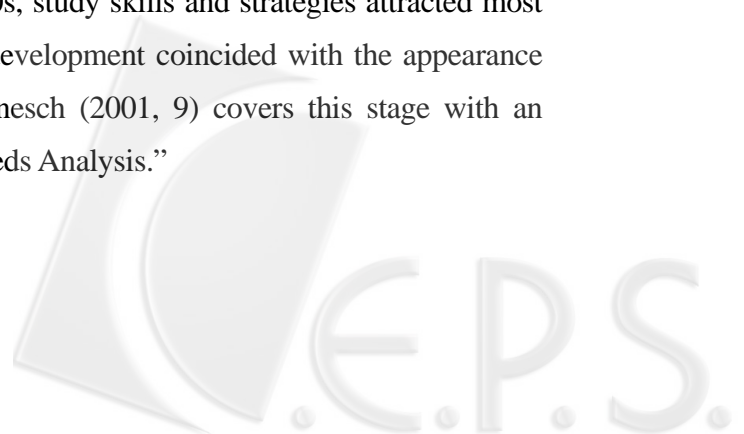 s, study skills and strategies attracted most
evelopment coincided with the appearance
nesch (2001, 9) covers this stage with an
eds Analysis.”
C.E.P.S.